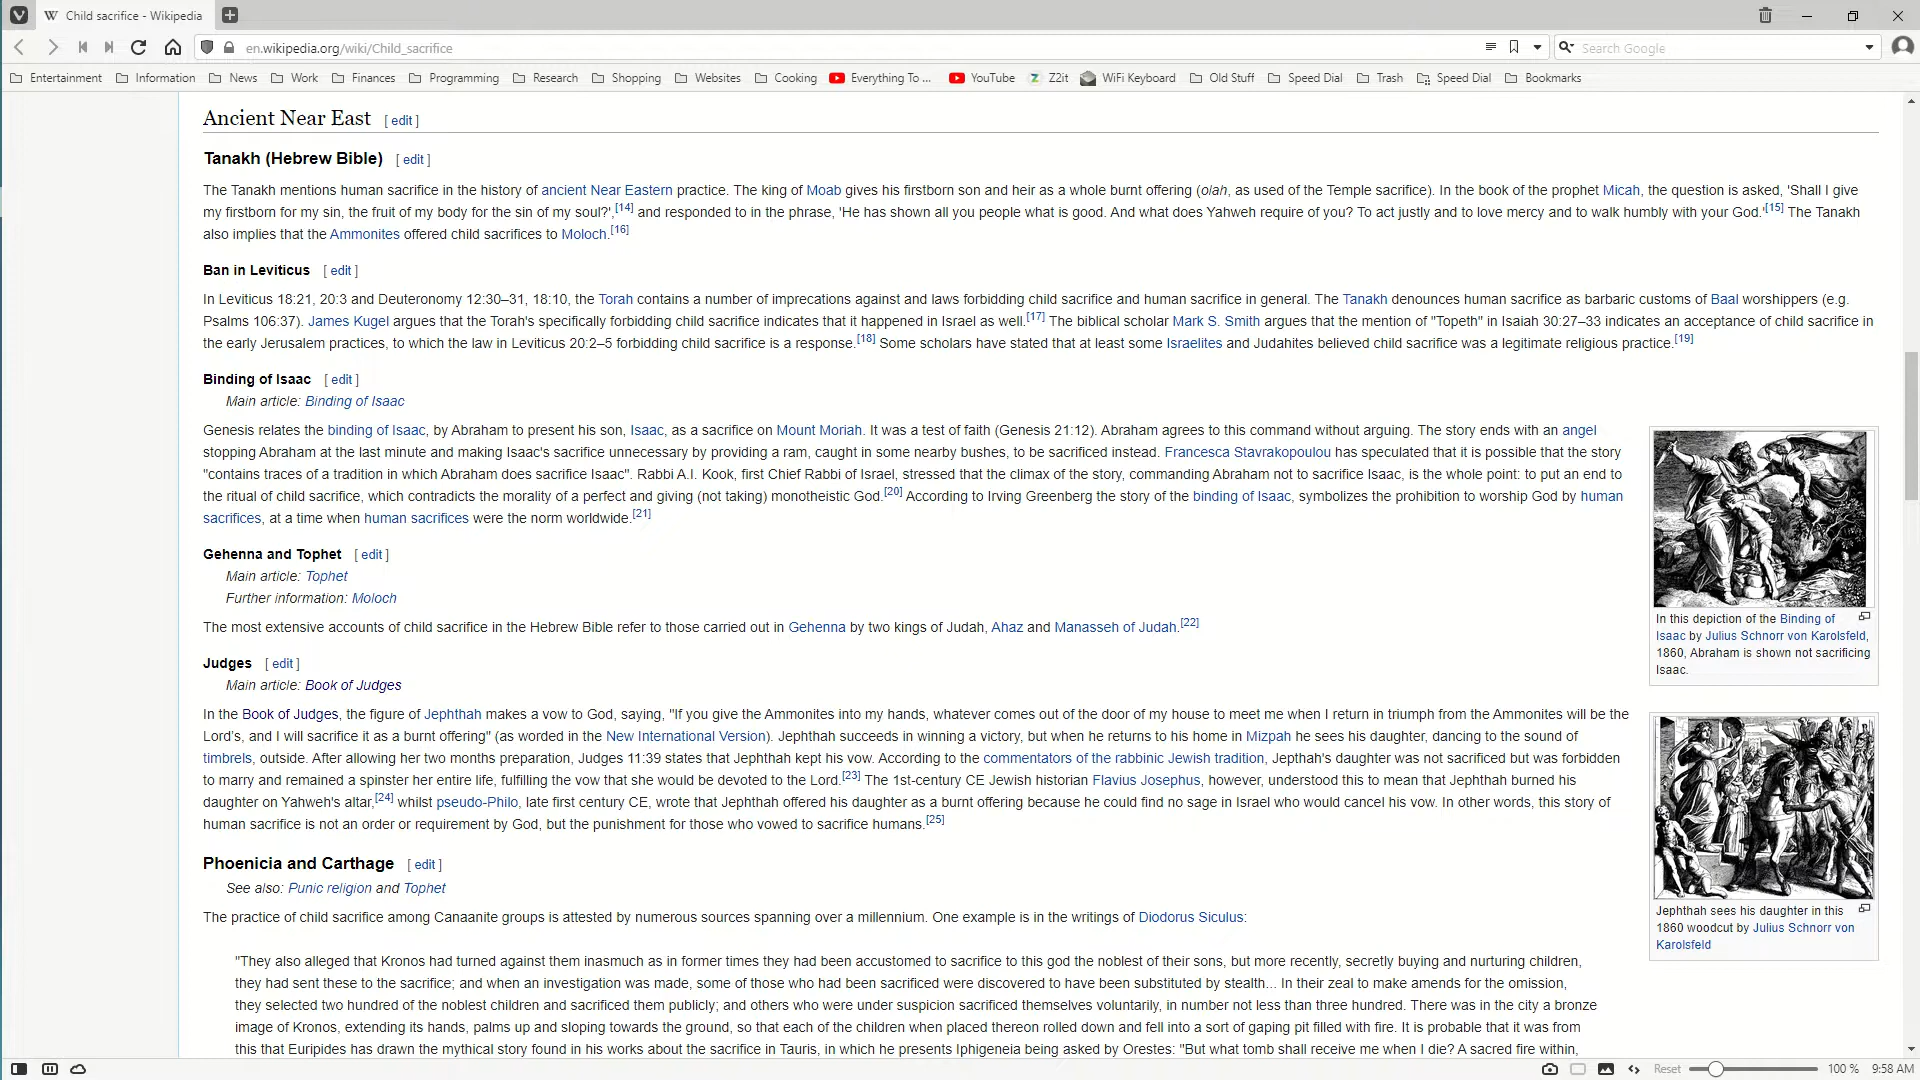 Child sacrifice - Wikipedia
en.wikipedia.org/wiki/Child_sacrifice
Search Google
Entertainment Information News Work Finances Programming Research Shopping Websites Cooking Everything To ... YouTube Z2it WiFi Keyboard Old Stuff Speed Dial Trash Speed Dial Bookmarks
Ancient Near East [ edit ]
Tanakh (Hebrew Bible) [ edit ]
The Tanakh mentions human sacrifice in the history of ancient Near Eastern practice. The king of Moab gives his firstborn son and heir as a whole burnt offering (olah, as used of the Temple sacrifice). In the book of the prophet Micah, the question is asked, 'Shall I give
my firstborn for my sin, the fruit of my body for the sin of my soul?',[14] and responded to in the phrase, 'He has shown all you people what is good. And what does Yahweh require of you? To act justly and to love mercy and to walk humbly with your God.'[15] The Tanakh
also implies that the Ammonites offered child sacrifices to Moloch.[16]
Ban in Leviticus [ edit ]
In Leviticus 18:21, 20:3 and Deuteronomy 12:30–31, 18:10, the Torah contains a number of imprecations against and laws forbidding child sacrifice and human sacrifice in general. The Tanakh denounces human sacrifice as barbaric customs of Baal worshippers (e.g.
Psalms 106:37). James Kugel argues that the Torah's specifically forbidding child sacrifice indicates that it happened in Israel as well.[17] The biblical scholar Mark S. Smith argues that the mention of "Topeth" in Isaiah 30:27–33 indicates an acceptance of child sacrifice in
the early Jerusalem practices, to which the law in Leviticus 20:2–5 forbidding child sacrifice is a response.[18] Some scholars have stated that at least some Israelites and Judahites believed child sacrifice was a legitimate religious practice.[19]
Binding of Isaac [ edit ]
Main article: Binding of Isaac
Genesis relates the binding of Isaac, by Abraham to present his son, Isaac, as a sacrifice on Mount Moriah. It was a test of faith (Genesis 21:12). Abraham agrees to this command without arguing. The story ends with an angel
stopping Abraham at the last minute and making Isaac's sacrifice unnecessary by providing a ram, caught in some nearby bushes, to be sacrificed instead. Francesca Stavrakopoulou has speculated that it is possible that the story
"contains traces of a tradition in which Abraham does sacrifice Isaac". Rabbi A.I. Kook, first Chief Rabbi of Israel, stressed that the climax of the story, commanding Abraham not to sacrifice Isaac, is the whole point: to put an end to
the ritual of child sacrifice, which contradicts the morality of a perfect and giving (not taking) monotheistic God.[20] According to Irving Greenberg the story of the binding of Isaac, symbolizes the prohibition to worship God by human
sacrifices, at a time when human sacrifices were the norm worldwide.[21]
In this depiction of the Binding of
Isaac by Julius Schnorr von Karolsfeld,
1860, Abraham is shown not sacrificing
Isaac.
Gehenna and Tophet [ edit ]
Main article: Tophet
Further information: Moloch
The most extensive accounts of child sacrifice in the Hebrew Bible refer to those carried out in Gehenna by two kings of Judah, Ahaz and Manasseh of Judah.[22]
Judges [ edit ]
Main article: Book of Judges
In the Book of Judges, the figure of Jephthah makes a vow to God, saying, "If you give the Ammonites into my hands, whatever comes out of the door of my house to meet me when I return in triumph from the Ammonites will be the
Lord's, and I will sacrifice it as a burnt offering" (as worded in the New International Version). Jephthah succeeds in winning a victory, but when he returns to his home in Mizpah he sees his daughter, dancing to the sound of
timbrels, outside. After allowing her two months preparation, Judges 11:39 states that Jephthah kept his vow. According to the commentators of the rabbinic Jewish tradition, Jepthah's daughter was not sacrificed but was forbidden
to marry and remained a spinster her entire life, fulfilling the vow that she would be devoted to the Lord.[23] The 1st-century CE Jewish historian Flavius Josephus, however, understood this to mean that Jephthah burned his
daughter on Yahweh's altar,[24] whilst pseudo-Philo, late first century CE, wrote that Jephthah offered his daughter as a burnt offering because he could find no sage in Israel who would cancel his vow. In other words, this story of
human sacrifice is not an order or requirement by God, but the punishment for those who vowed to sacrifice humans.[25]
Jephthah sees his daughter in this
1860 woodcut by Julius Schnorr von
Karolsfeld
Phoenicia and Carthage [ edit ]
See also: Punic religion and Tophet
The practice of child sacrifice among Canaanite groups is attested by numerous sources spanning over a millennium. One example is in the writings of Diodorus Siculus:
"They also alleged that Kronos had turned against them inasmuch as in former times they had been accustomed to sacrifice to this god the noblest of their sons, but more recently, secretly buying and nurturing children,
they had sent these to the sacrifice; and when an investigation was made, some of those who had been sacrificed were discovered to have been substituted by stealth... In their zeal to make amends for the omission,
they selected two hundred of the noblest children and sacrificed them publicly; and others who were under suspicion sacrificed themselves voluntarily, in number not less than three hundred. There was in the city a bronze
image of Kronos, extending its hands, palms up and sloping towards the ground, so that each of the children when placed thereon rolled down and fell into a sort of gaping pit filled with fire. It is probable that it was from
this that Euripides has drawn the mythical story found in his works about the sacrifice in Tauris, in which he presents Iphigeneia being asked by Orestes: "But what tomb shall receive me when I die? A sacred fire within,
Reset 100 % 9:58 AM